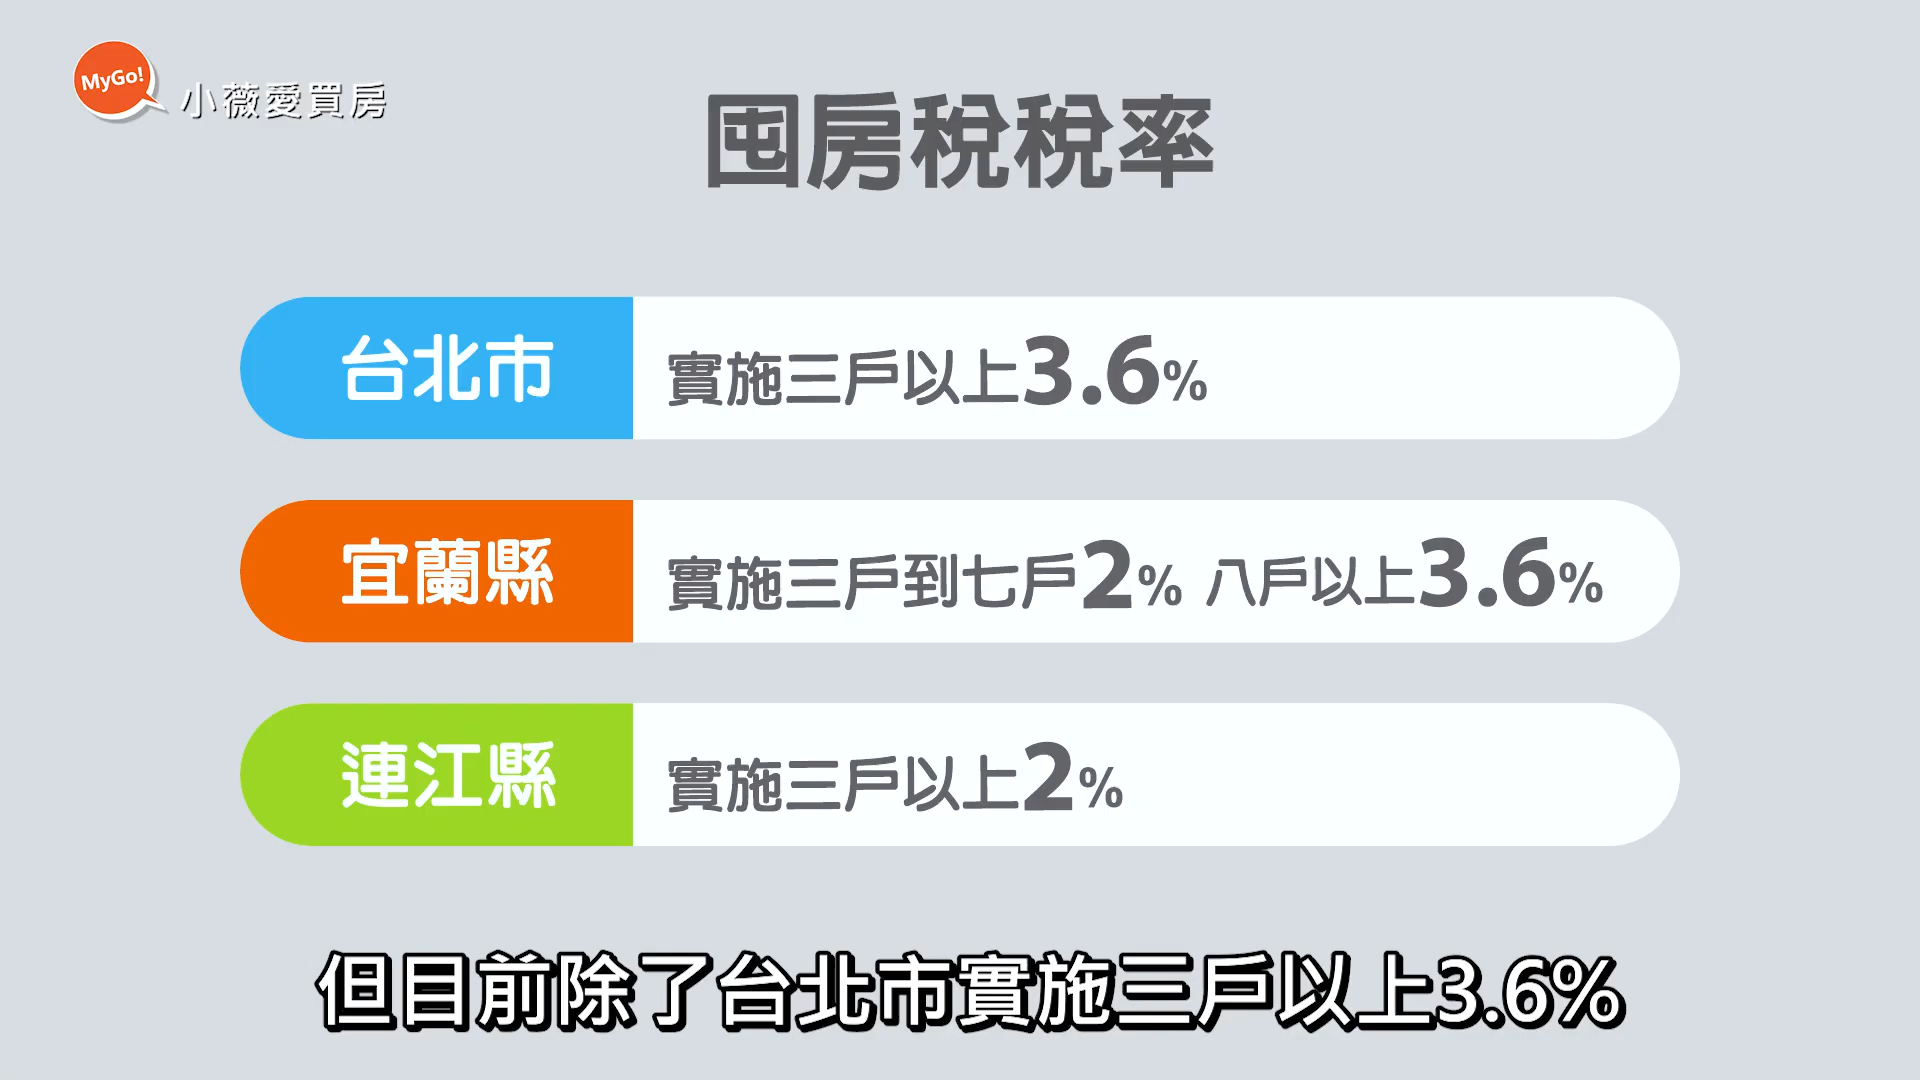 MyGo!
小薇愛買房
囤房稅稅率
台北市
實施三戶以上3.6%
宜蘭縣
實施三戶到七戶2% 八戶以上3.6%
連江縣
實施三戶以上2%
但目前除了台北市實施三戶以上3.6%